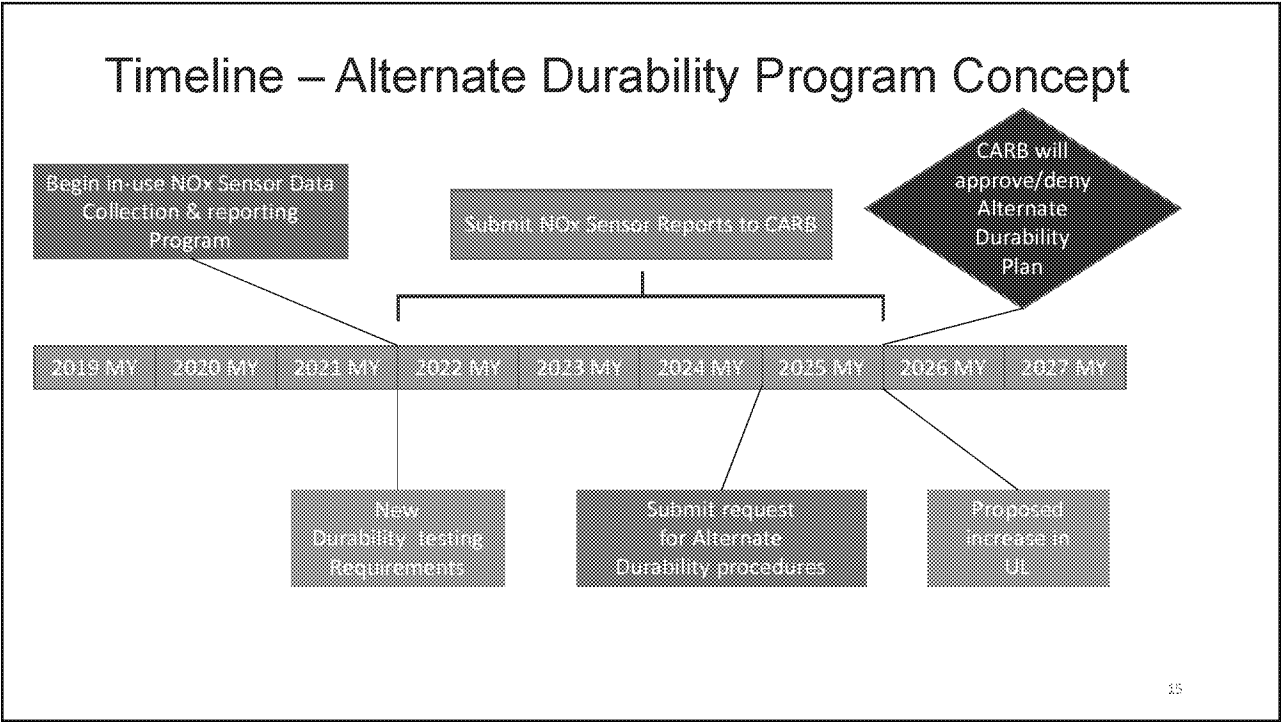 Timeline – Alternate Durability Program Concept
Begin in-use NOx Sensor Data
Collection & reporting
Program
Submit NOx Sensor Reports to CARB
CARB will
approve/deny
Alternate
Durability
Plan
2019 MY 2020 MY 2021 MY 2022 MY 2023 MY 2024 MY 2025 MY 2026 MY 2027 MY
New
Durability Testing
Requirements
Submit request
for Alternate
Durability procedures
Proposed
increase in
UL
15